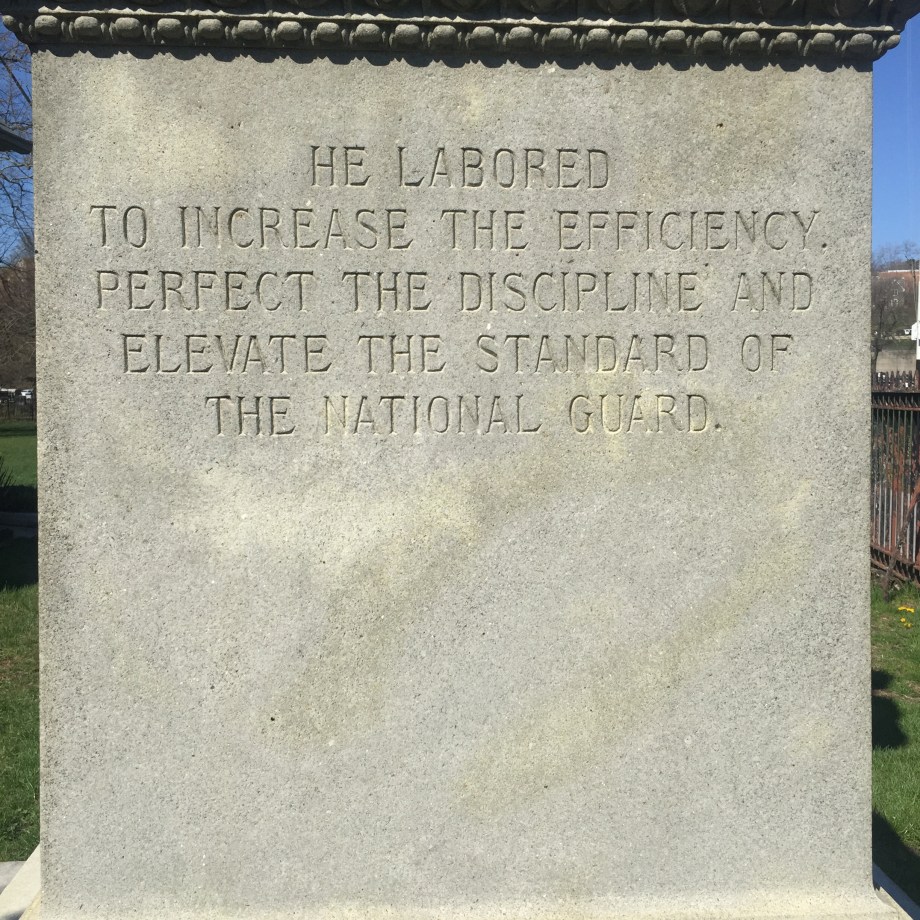 HE LABORED
TO INCREASE THE EFFICIENCY.
PERFECT THE DISCIPLINE AND
ELEVATE THE STANDARD OF
THE NATIONAL GUARD.